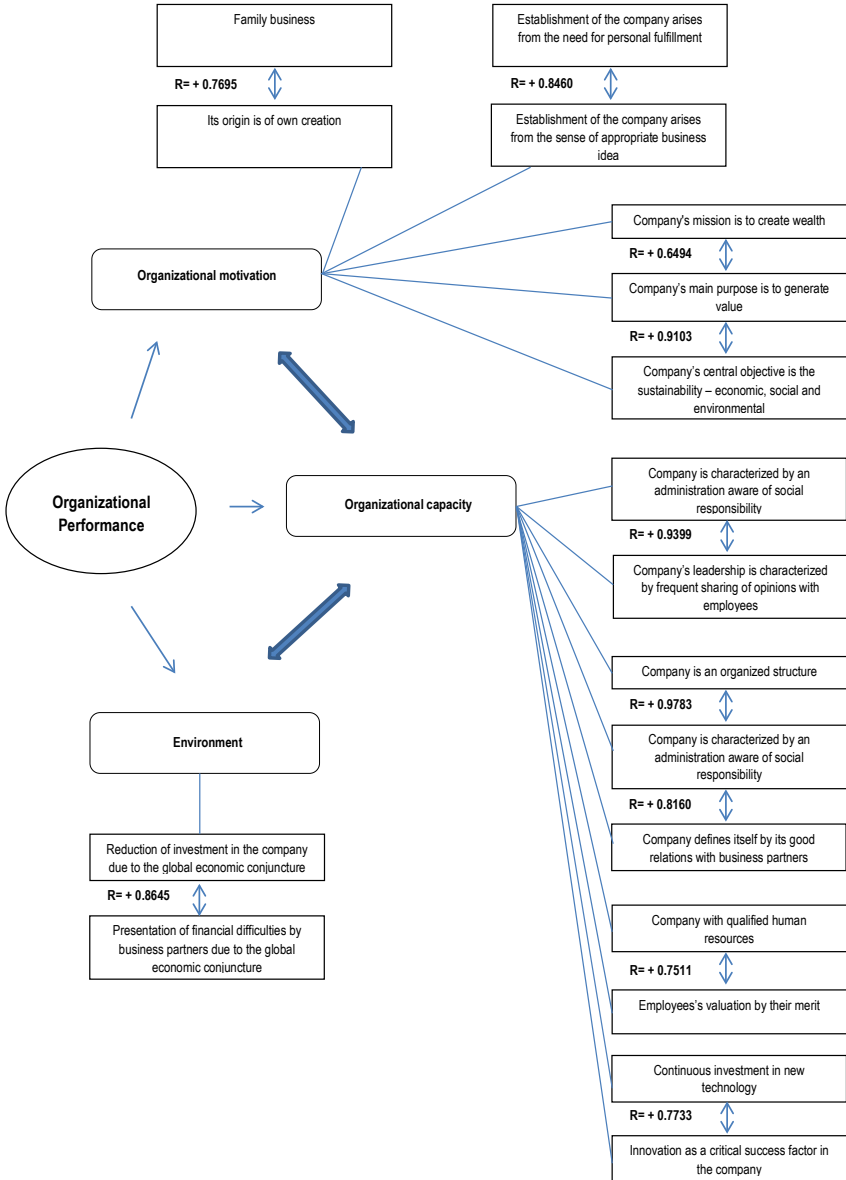 Family business
R= + 0.7695
Its origin is of own creation
Establishment of the company arises
from the need for personal fulfillment
R= + 0.8460
Establishment of the company arises
from the sense of appropriate business
idea
Organizational motivation
Company's mission is to create wealth
R= + 0.6494
Company's main purpose is to generate
value
R= + 0.9103
Company's central objective is the
sustainability – economic, social and
environmental
Organizational
Performance
Organizational capacity
Company is characterized by an
administration aware of social
responsibility
R= + 0.9399
Company's leadership is characterized
by frequent sharing of opinions with
employees
Company is an organized structure
R= + 0.9783
Company is characterized by an
administration aware of social
responsibility
R= + 0.8160
Company defines itself by its good
relations with business partners
Environment
Reduction of investment in the company
due to the global economic conjuncture
R= + 0.8645
Presentation of financial difficulties by
business partners due to the global
economic conjuncture
Company with qualified human
resources
R= + 0.7511
Employees's valuation by their merit
Continuous investment in new
technology
R= + 0.7733
Innovation as a critical success factor in
the company